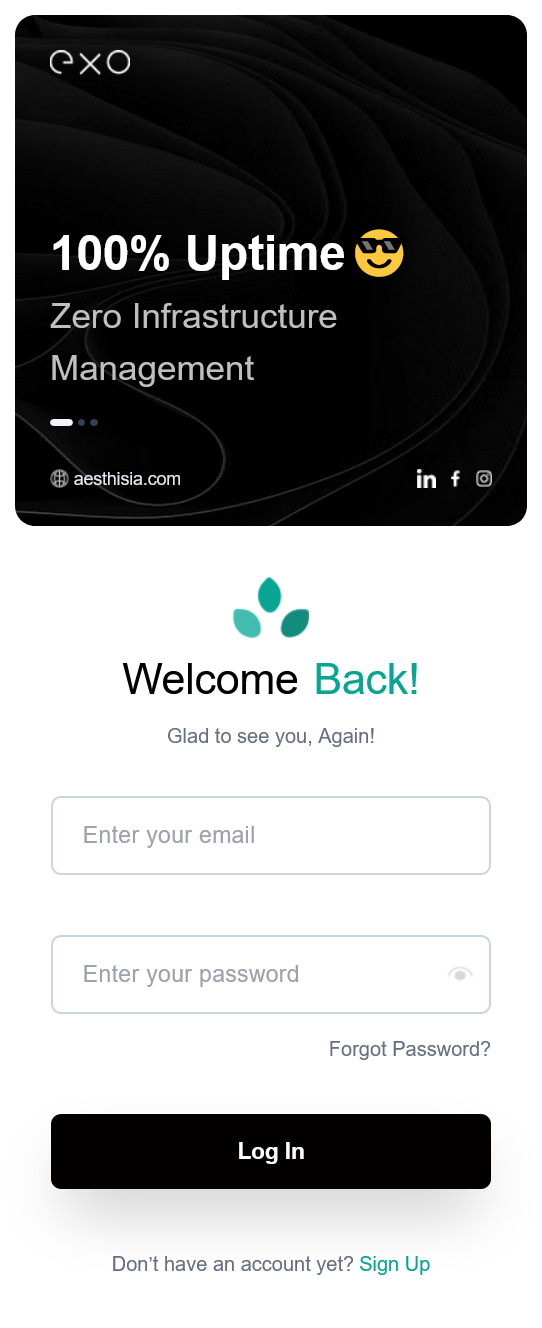 exo
100% Uptime 😎
Zero Infrastructure
Management
aesthisia.com
Welcome Back!
Glad to see you, Again!
Enter your email
Enter your password
Forgot Password?
Log In
Don’t have an account yet? Sign Up